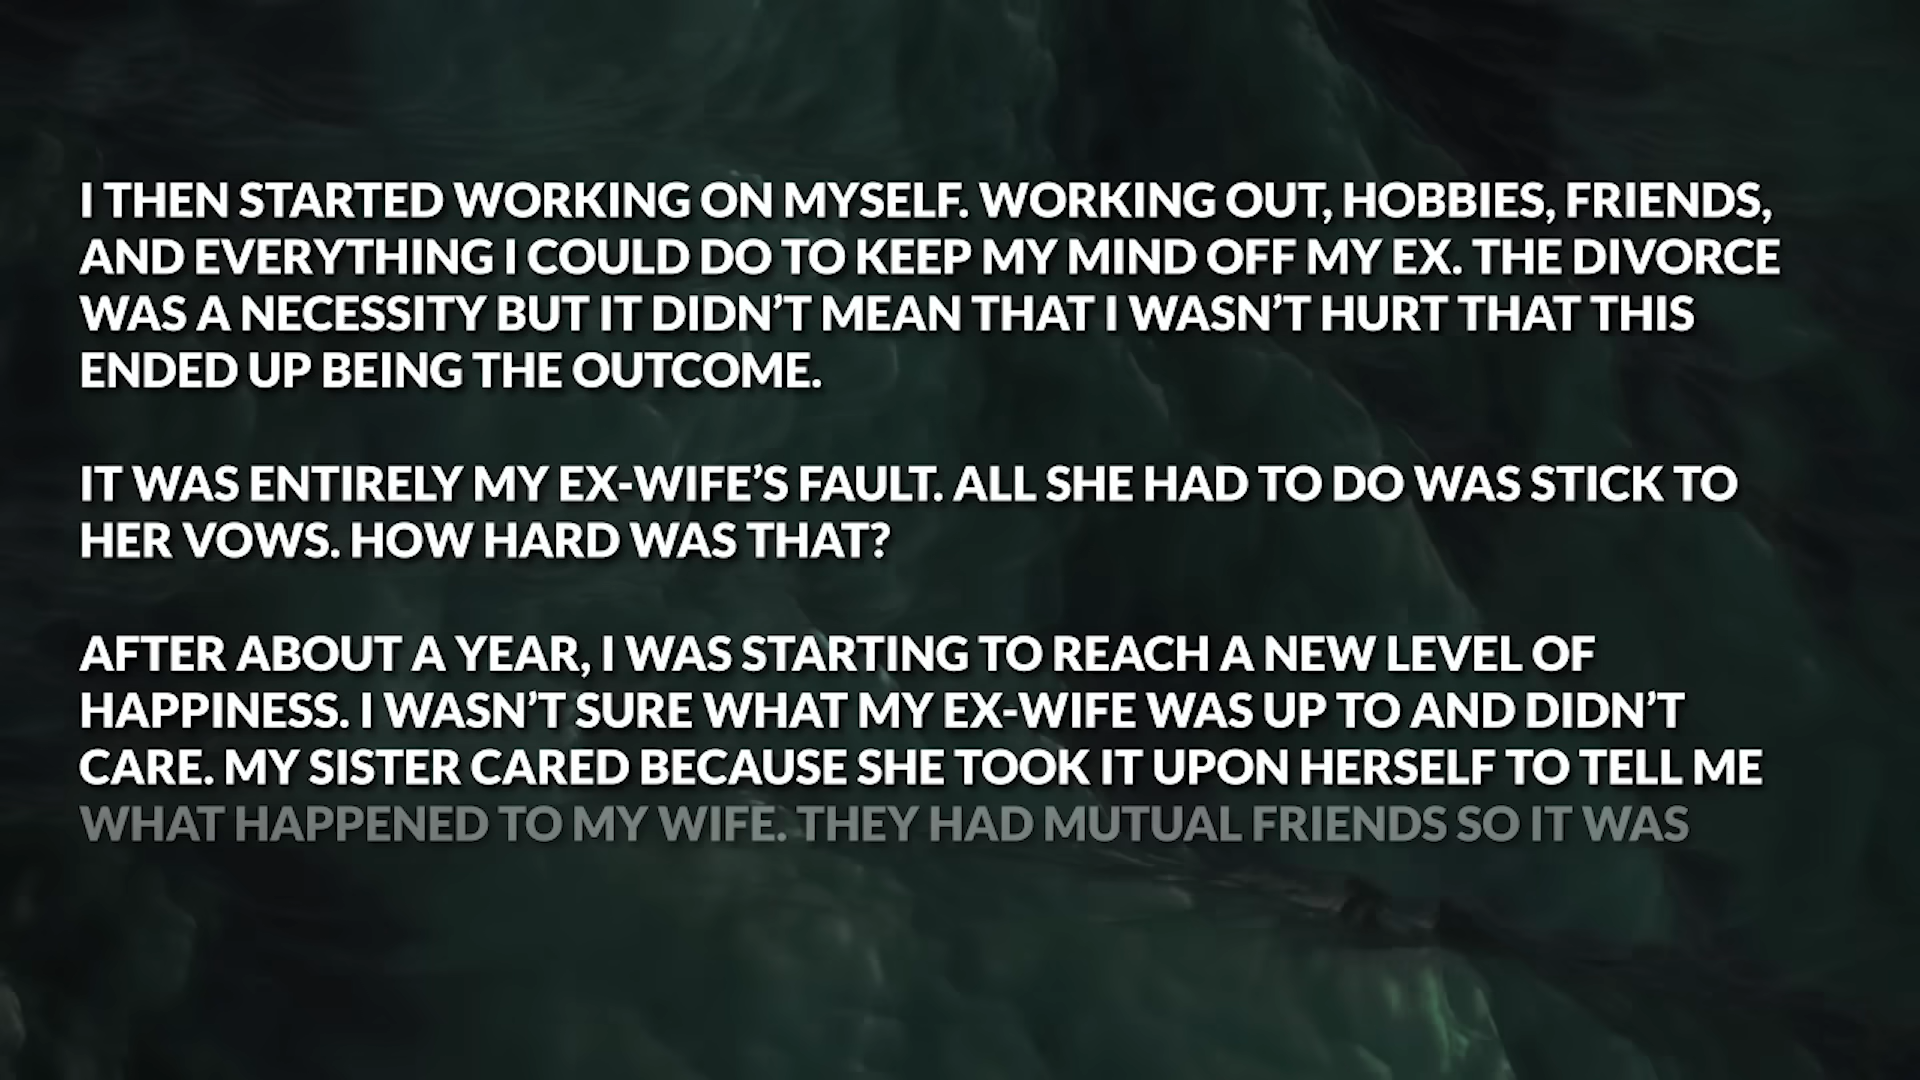 I THEN STARTED WORKING ON MYSELF. WORKING OUT, HOBBIES, FRIENDS,
AND EVERYTHING I COULD DO TO KEEP MY MIND OFF MY EX. THE DIVORCE
WAS A NECESSITY BUT IT DIDN’T MEAN THAT I WASN’T HURT THAT THIS
ENDED UP BEING THE OUTCOME.
IT WAS ENTIRELY MY EX-WIFE’S FAULT. ALL SHE HAD TO DO WAS STICK TO
HER VOWS. HOW HARD WAS THAT?
AFTER ABOUT A YEAR, I WAS STARTING TO REACH A NEW LEVEL OF
HAPPINESS. I WASN’T SURE WHAT MY EX-WIFE WAS UP TO AND DIDN’T
CARE. MY SISTER CARED BECAUSE SHE TOOK IT UPON HERSELF TO TELL ME
WHAT HAPPENED TO MY WIFE. THEY HAD MUTUAL FRIENDS SO IT WAS